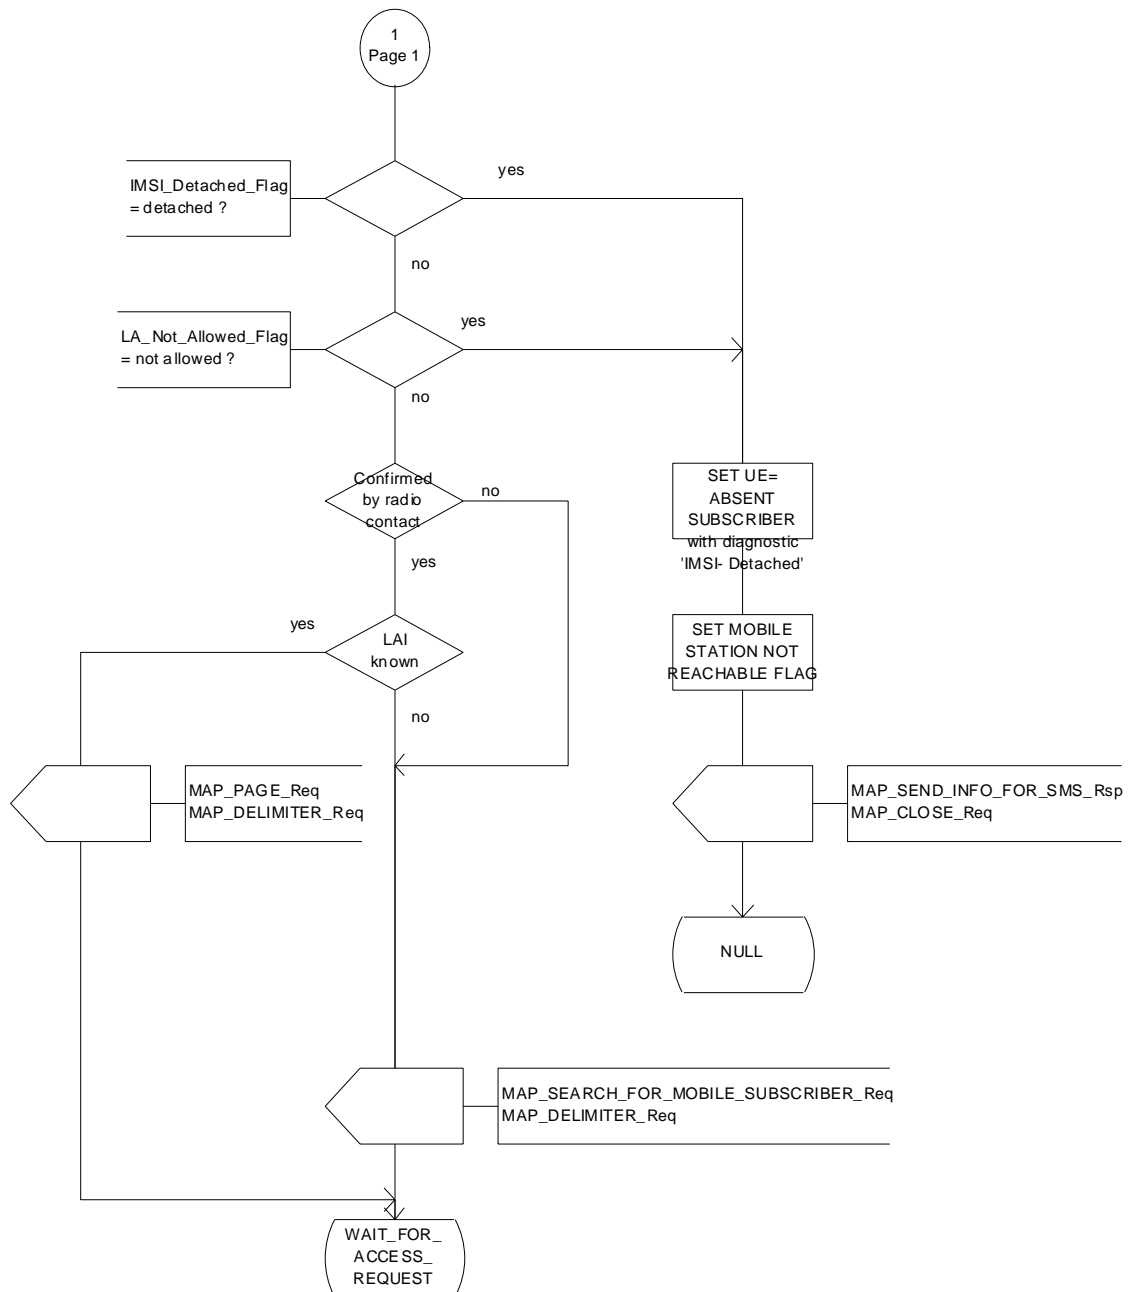 1
Page 1
yes
IMSI_Detached_Flag
= detached ?
no
yes
LA_Not_Allowed_Flag
= not allowed ?
no
Confirmed
by radio
contact
no
SET UE=
ABSENT
SUBSCRIBER
with diagnostic
'IMSI- Detached'
yes
yes
LAI
known
SET MOBILE
STATION NOT
REACHABLE FLAG
no
MAP_PAGE_Req
MAP_DELIMITER_Req
MAP_SEND_INFO_FOR_SMS_Rsp
MAP_CLOSE_Req
NULL
MAP_SEARCH_FOR_MOBILE_SUBSCRIBER_Req
MAP_DELIMITER_Req
WAIT_FOR_
ACCESS_
REQUEST